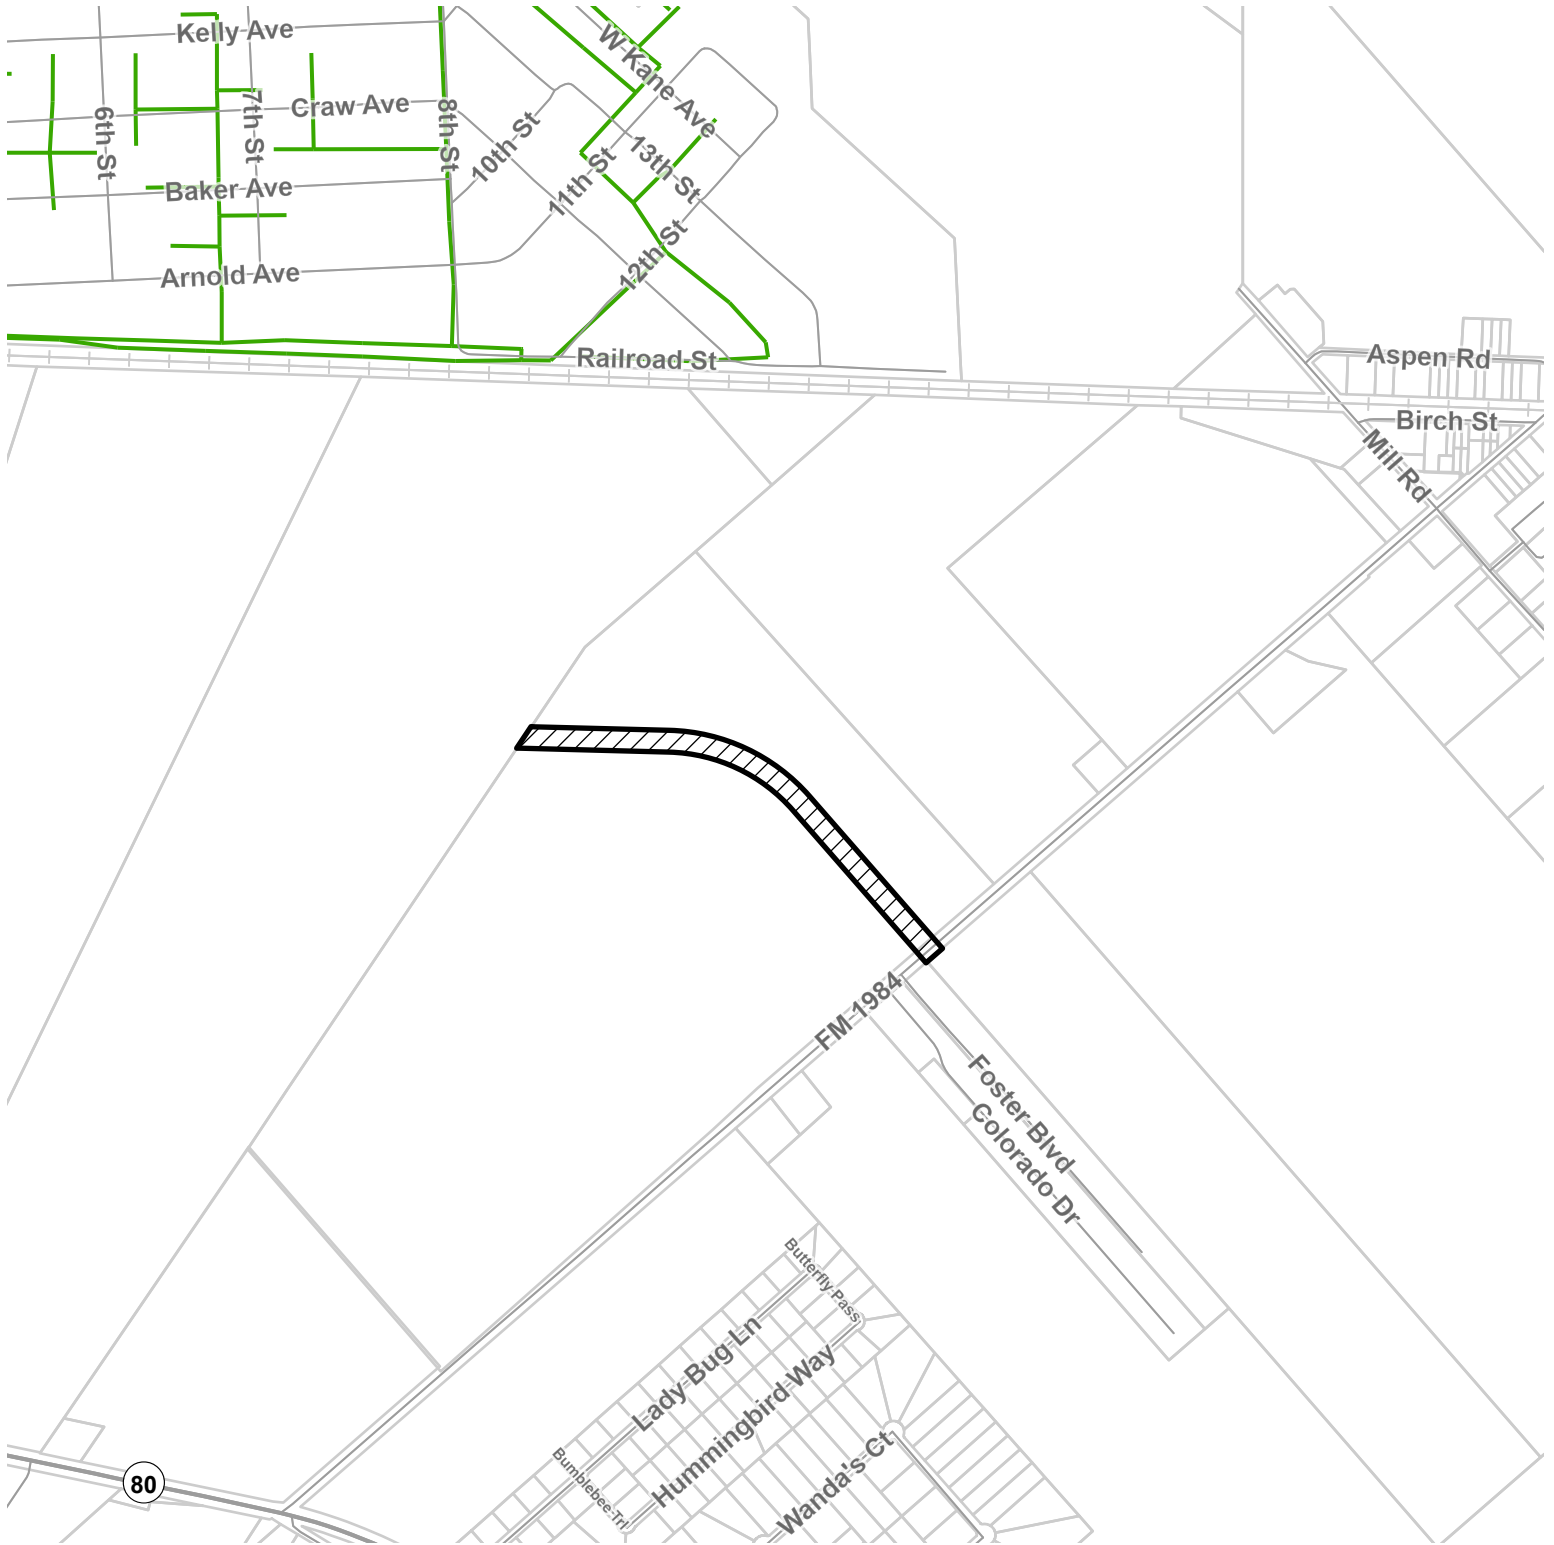 Kelly Ave
W Kane Ave
6th St
7th St
Craw Ave
8th St
10th St
11th St
13th St
Baker Ave
12th St
Arnold Ave
Railroad St
Aspen Rd
Birch St
Mill Rd
FM 1984
Foster Blvd
Colorado Dr
Butterfly Pass
Lady Bug Ln
Hummingbird Way
Bumblebee Trl
Wanda's Ct
80